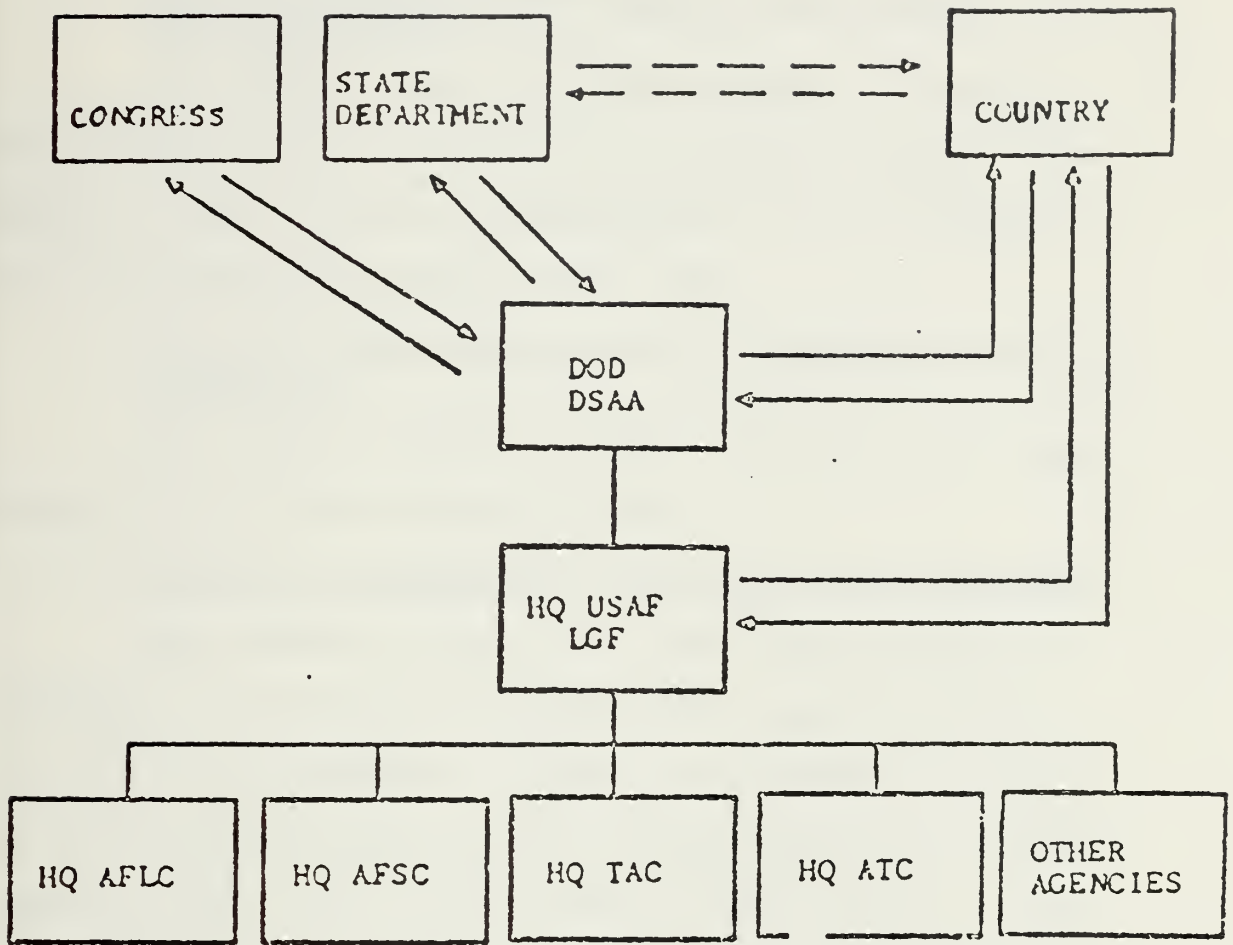 CONGRESS
STATE
DEPARTMENT
COUNTRY
DOD
DSAA
HQ USAF
LGF
HQ AFLC
HQ AFSC
HQ TAC
HQ ATC
OTHER
AGENCIES